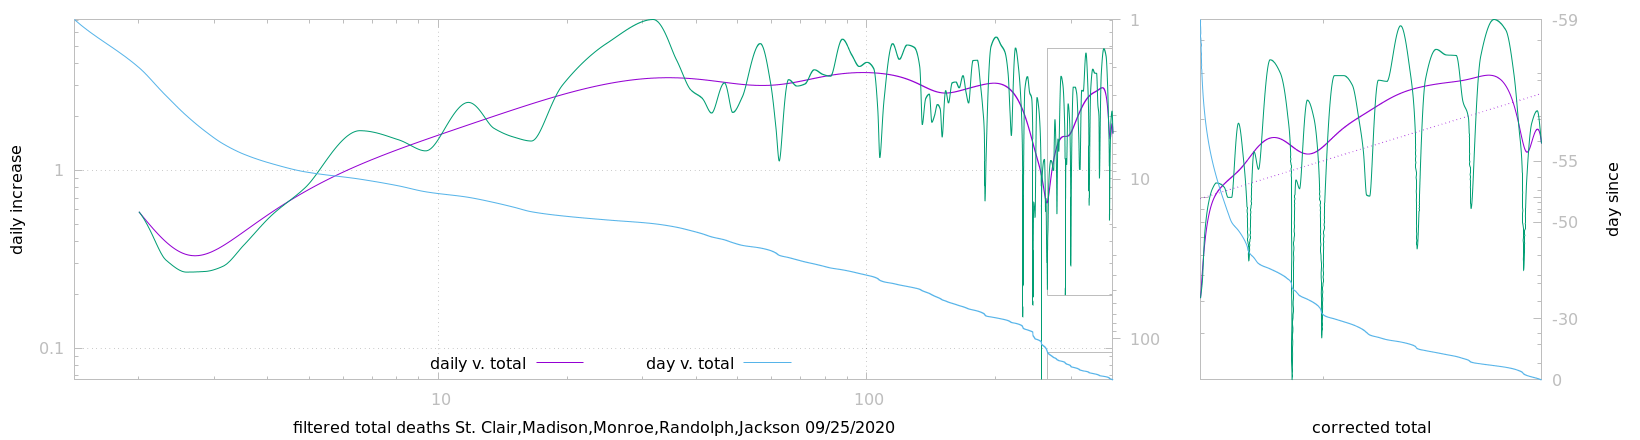 1
-59
daily increase
1
10
-55
-50
day since
-30
0.1
100
daily v. total
day v. total
0
10
100
filtered total deaths St. Clair,Madison,Monroe,Randolph,Jackson 09/25/2020
corrected total